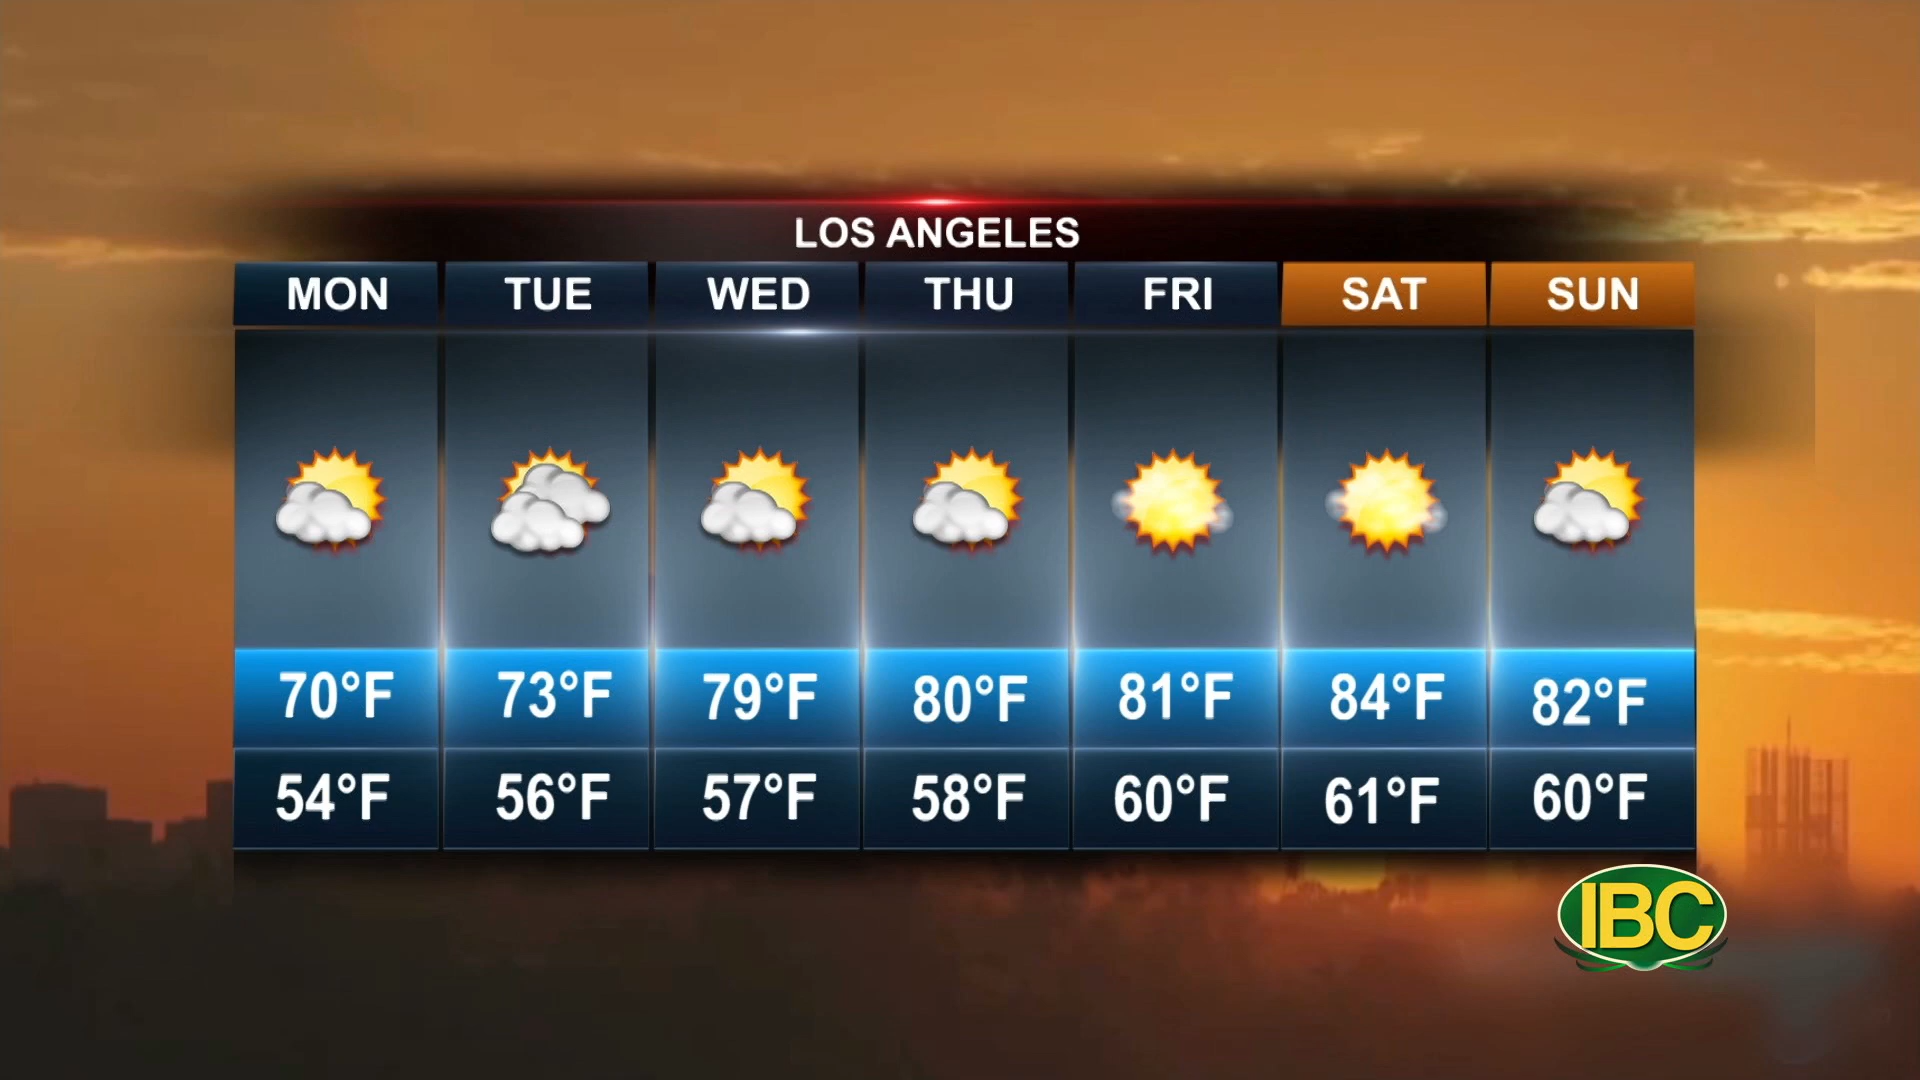 LOS ANGELES
MON TUE WED THU FRI SAT SUN
70°F 73°F 79°F 80°F 81°F 84°F 82°F
54°F 56°F 57°F 58°F 60°F 61°F 60°F
IBC